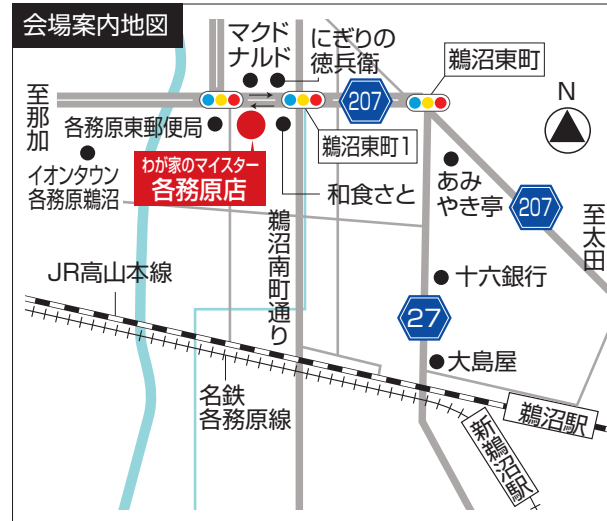 会場案内地図
マクド
ナルド
にぎりの
徳兵衛
鵜沼東町
N
至那加
207
各務原東郵便局
鵜沼東町1
イオンタウン
各務原鵜沼
わが家のマイスター
各務原店
和食さと
あみ
やき亭
207
至太田
鵜沼南町通り
JR高山本線
十六銀行
27
大島屋
名鉄
各務原線
鵜沼駅
新鵜沼駅